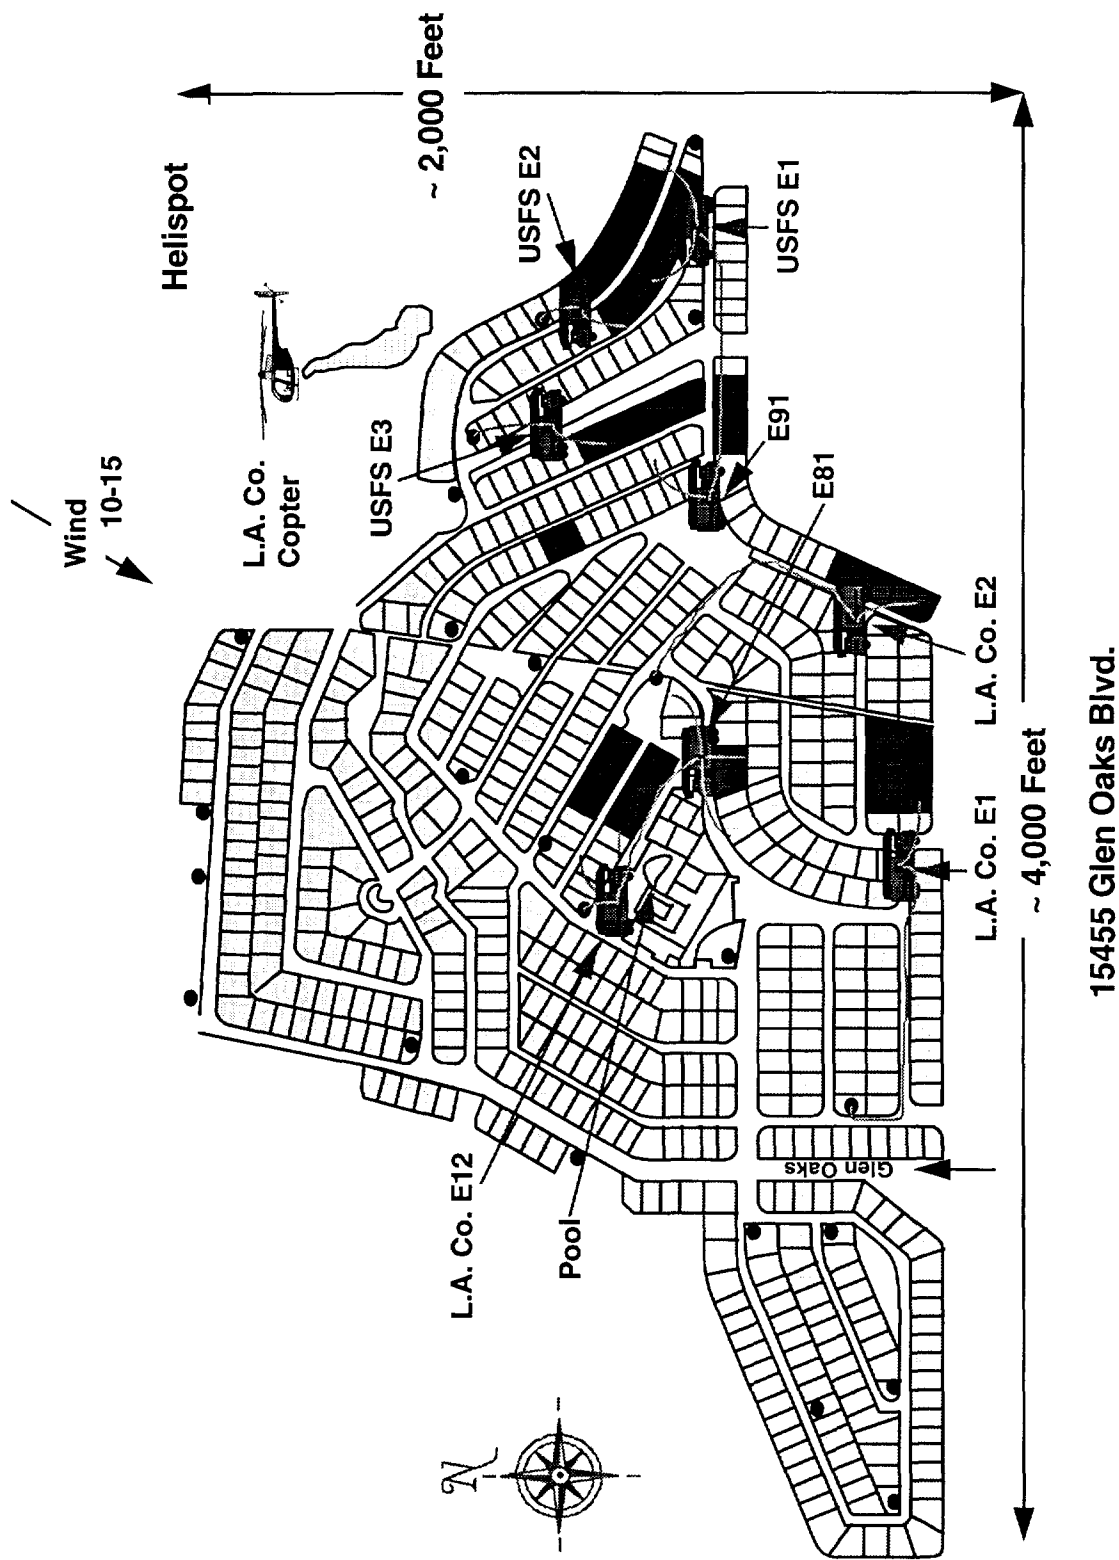 Wind
10-15
Helispot
~ 2,000 Feet
L.A. Co.
Copter
USFS E3
USFS E2
USFS E1
E91
E81
L.A. Co. E12
Pool
L.A. Co. E2
L.A. Co. E1
Glen Oaks
N
~ 4,000 Feet
15455 Glen Oaks Blvd.